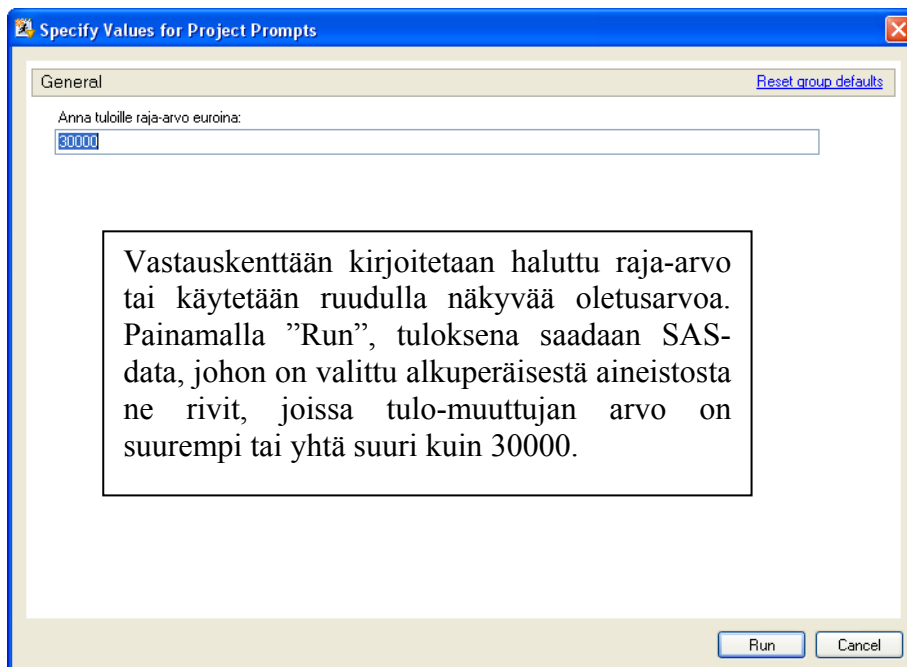 Specify Values for Project Prompts
General
Reset group defaults
Anna tuloille raja-arvo euroina:
30000
Vastauskenttään kirjoitetaan haluttu raja-arvo
tai käytetään ruudulla näkyvää oletusarvoa.
Painamalla ”Run”, tuloksena saadaan SAS-
data, johon on valittu alkuperäisestä aineistosta
ne rivit, joissa tulo-muuttujan arvo on
suurempi tai yhtä suuri kuin 30000.
Run
Cancel